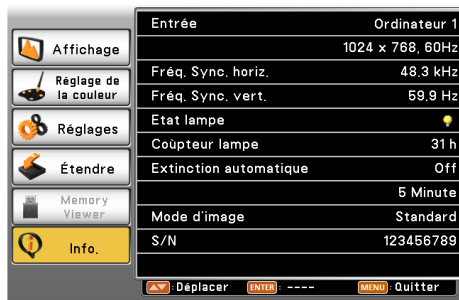 Affichage
Réglage de
la couleur
Réglages
Étendre
Memory
Viewer
Info.
Entrée Ordinateur 1
1024 x 768, 60Hz
Fréq. Sync. horiz. 48.3 kHz
Fréq. Sync. vert. 59.9 Hz
Etat lampe
Coùpteur lampe 31 h
Extinction automatique Off
5 Minute
Mode d'image Standard
S/N 123456789
:Déplacer ENTER : ---- MENU : Quitter